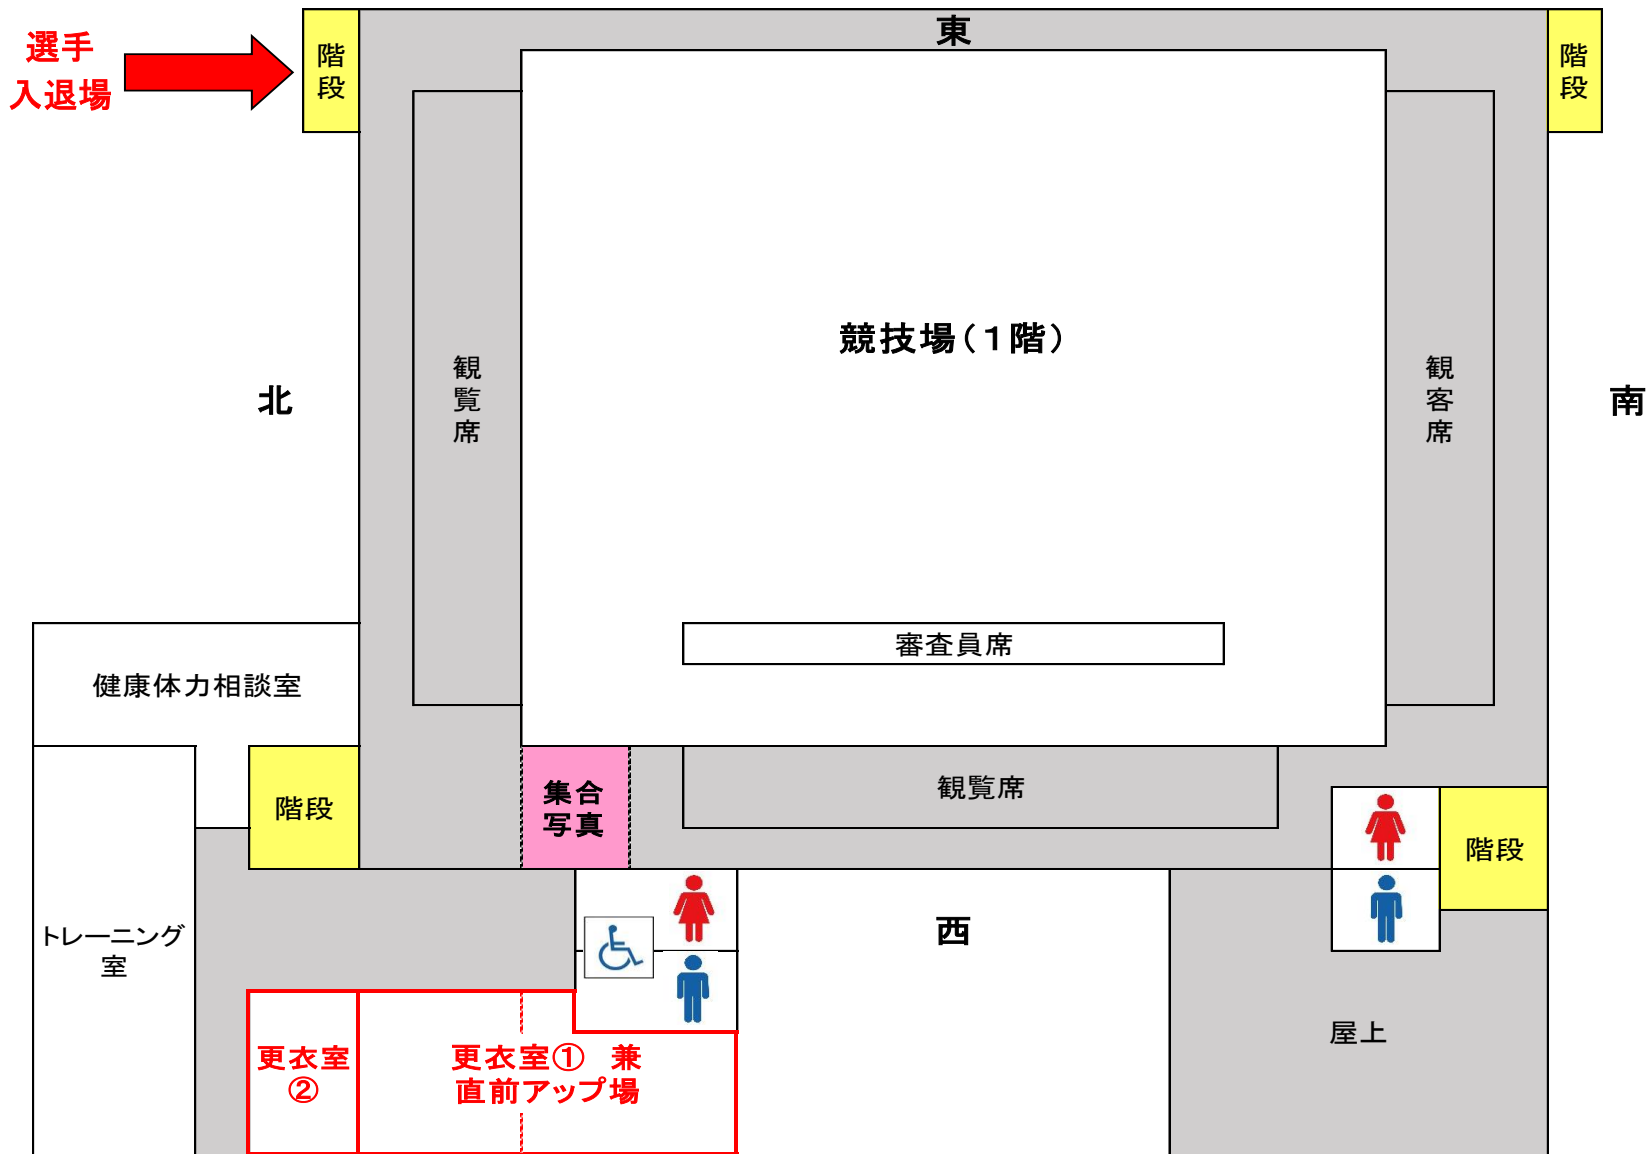 東
選手
入退場
階
段
階
段
競技場(1階)
観
覧
席
観
客
席
北
南
審査員席
健康体力相談室
階段
集合
写真
観覧席
階段
トレーニング
室
西
屋上
更衣室
②
更衣室① 兼
直前アップ場